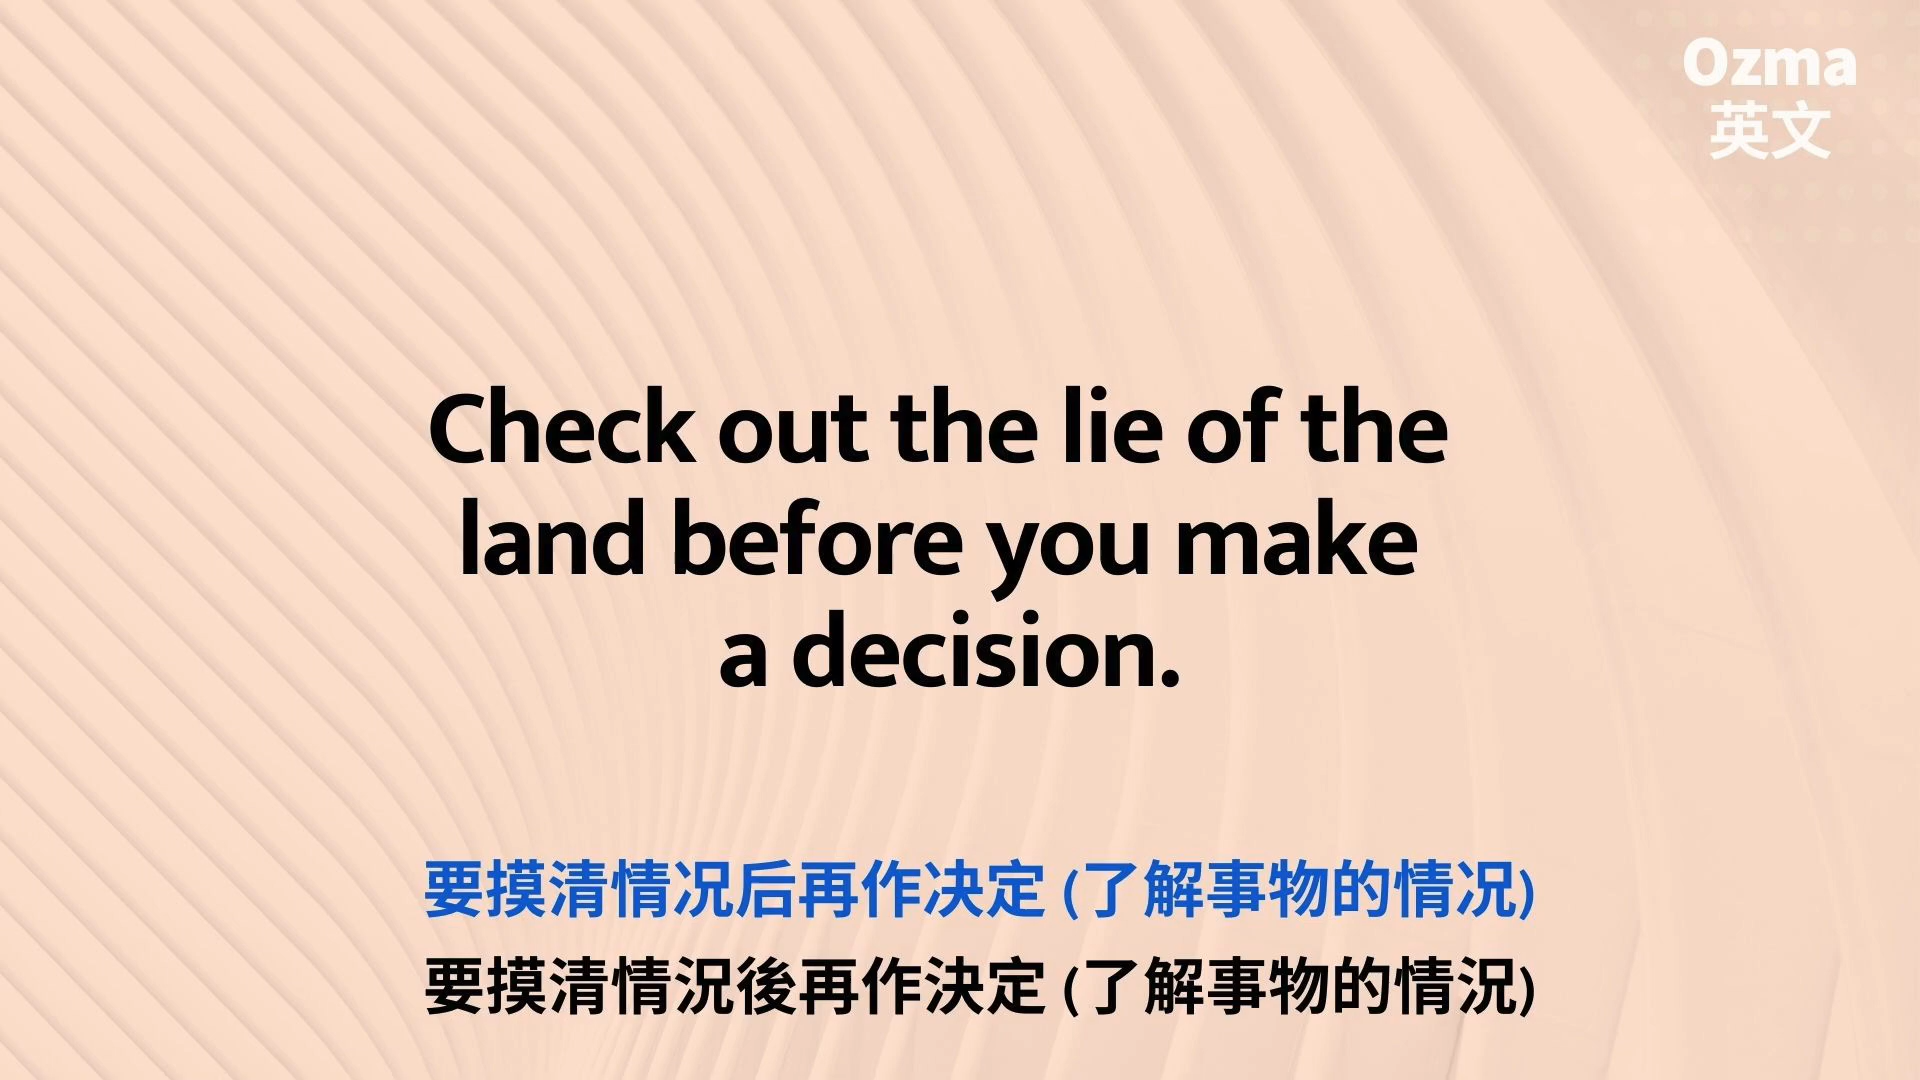 Ozma
英文
Check out the lie of the
land before you make
a decision.
要摸清情况后再作决定 (了解事物的情况)
要摸清情況後再作決定 (了解事物的情況)